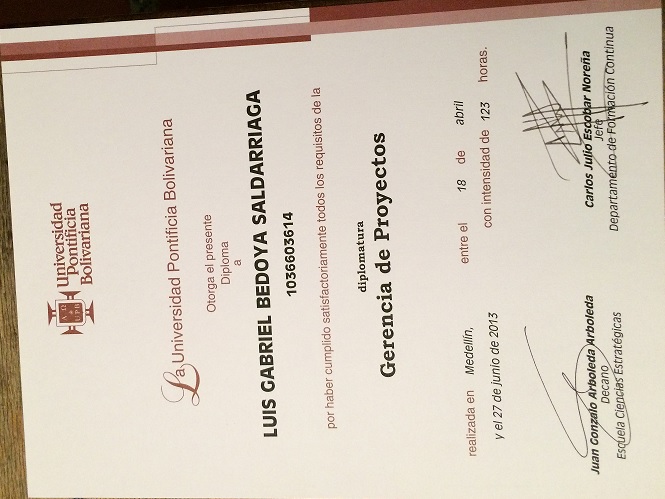 Universidad
Pontificia
Bolivariana
La Universidad Pontificia Bolivariana
Otorga el presente
Diploma
a
LUIS GABRIEL BEDOYA SALDARRIAGA
1036603614
por haber cumplido satisfactoriamente todos los requisitos de la
diplomatura
Gerencia de Proyectos
realizada en Medellín, entre el 18 de abril
y el 27 de junio de 2013 con intensidad de 123 horas.
Juan Gonzalo Arboleda Arboleda
Decano
Escuela Ciencias Estratégicas
Carlos Julio Escobar Noreña
Jefe
Departamento de Formación Continua